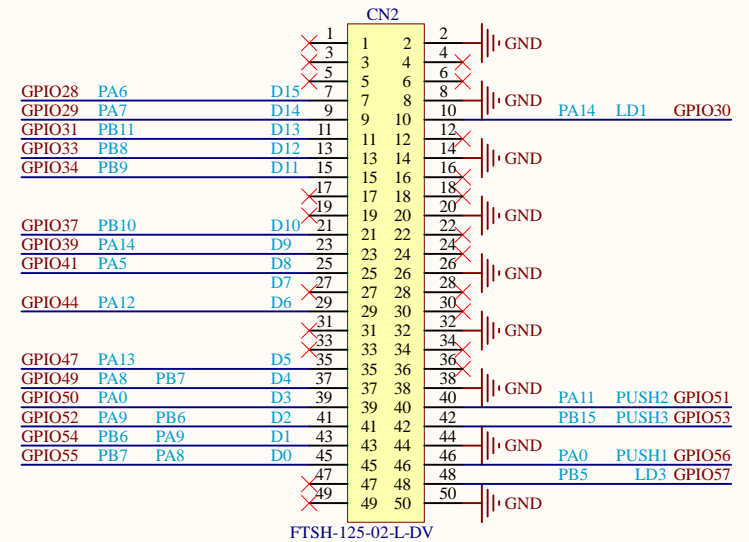 CN2
1 1 2 2 GND
3 3 4 4
5 5 6 6
GPIO28 PA6 D15 7 7 8 8 GND
GPIO29 PA7 D14 9 9 10 10 PA14 LD1 GPIO30
GPIO31 PB11 D13 11 11 12 12
GPIO33 PB8 D12 13 13 14 14 GND
GPIO34 PB9 D11 15 15 16 16
17 17 18 18
19 19 20 20 GND
GPIO37 PB10 D10 21 21 22 22
GPIO39 PA14 D9 23 23 24 24
GPIO41 PA5 D8 25 25 26 26 GND
D7 27 27 28 28
GPIO44 PA12 D6 29 29 30 30
31 31 32 32 GND
33 33 34 34
GPIO47 PA13 D5 35 35 36 36
GPIO49 PA8 PB7 D4 37 37 38 38 GND
GPIO50 PA0 D3 39 39 40 40 PA11 PUSH2 GPIO51
GPIO52 PA9 PB6 D2 41 41 42 42 PB15 PUSH3 GPIO53
GPIO54 PB6 PA9 D1 43 43 44 44 GND
GPIO55 PB7 PA8 D0 45 45 46 46 PA0 PUSH1 GPIO56
47 47 48 48 PB5 LD3 GPIO57
49 49 50 50 GND
FTSH-125-02-L-DV